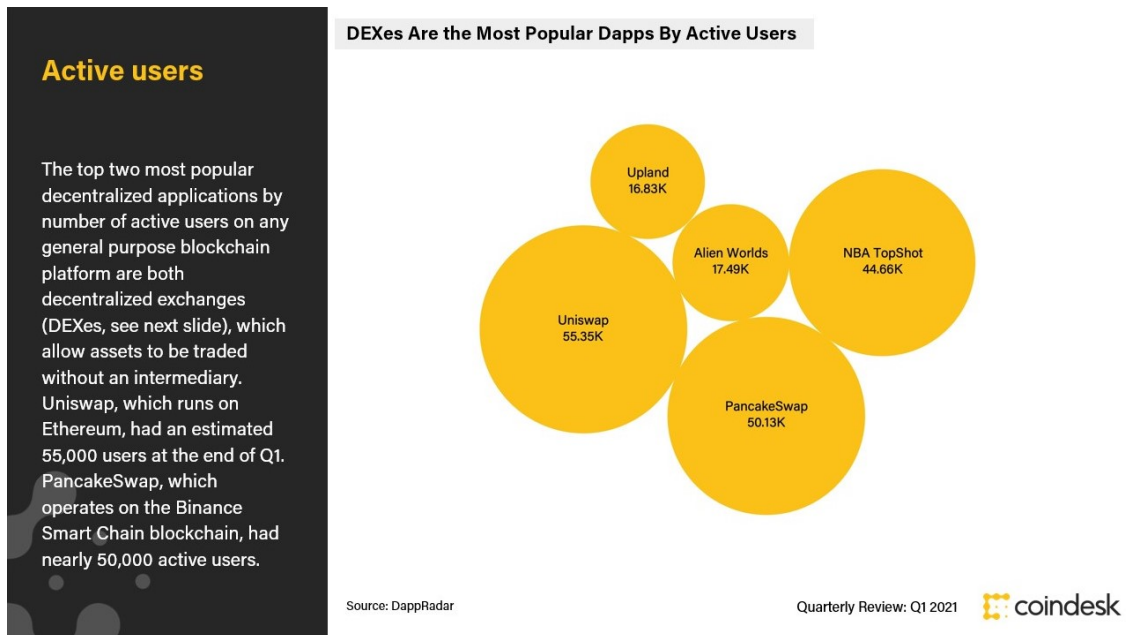 DEXes Are the Most Popular Dapps By Active Users
Active users
The top two most popular
decentralized applications by
number of active users on any
general purpose blockchain
platform are both
decentralized exchanges
(DEXes, see next slide), which
allow assets to be traded
without an intermediary.
Uniswap, which runs on
Ethereum, had an estimated
55,000 users at the end of Q1.
PancakeSwap, which
operates on the Binance
Smart Chain blockchain, had
nearly 50,000 active users.
Upland
16.83K
Alien Worlds
17.49K
NBA TopShot
44.66K
Uniswap
55.35K
PancakeSwap
50.13K
Source: DappRadar
Quarterly Review: Q1 2021
coindesk